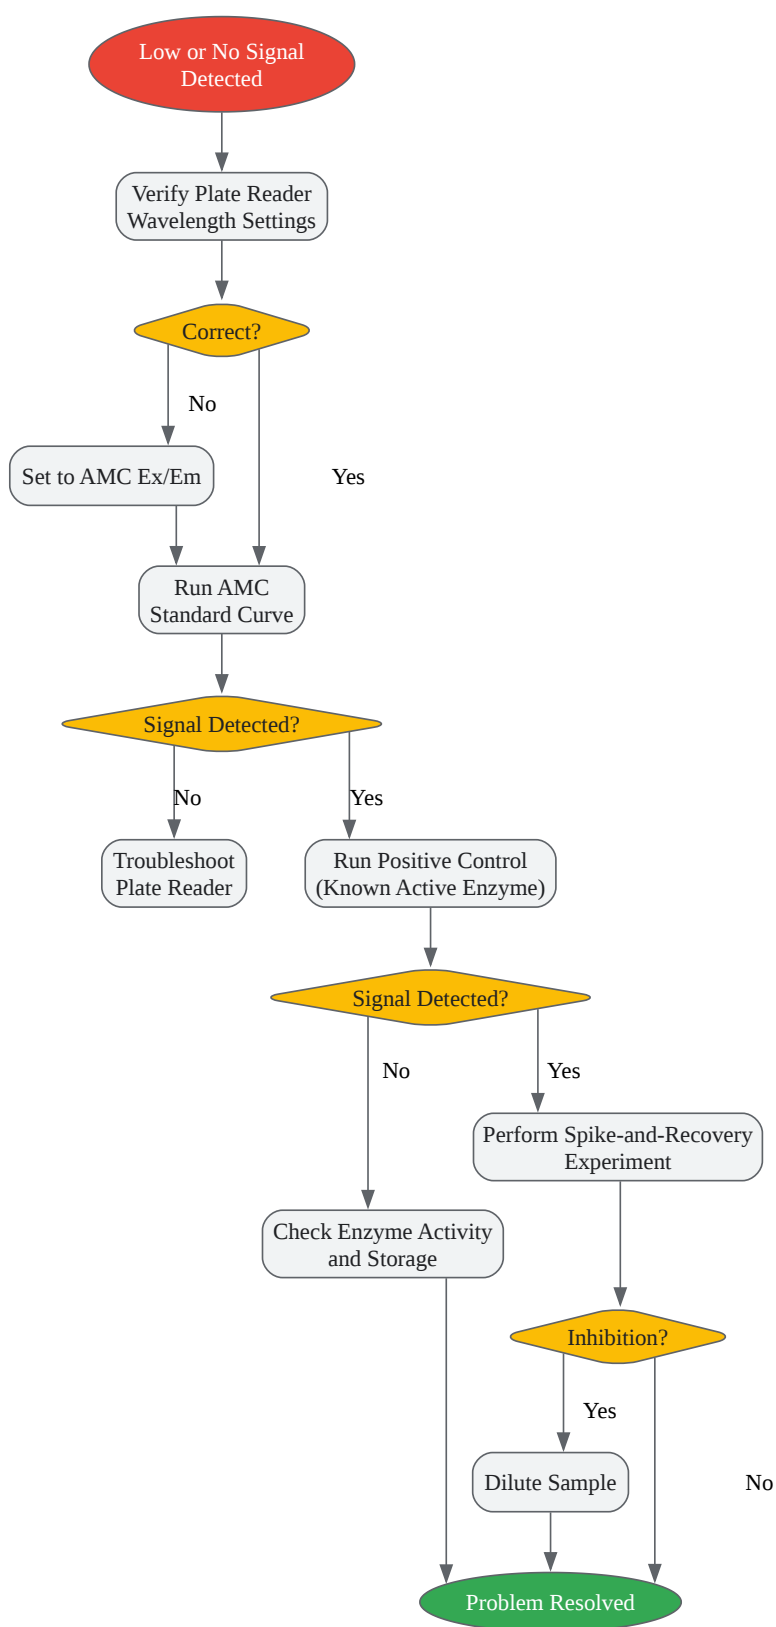 Low or No Signal
Detected
Verify Plate Reader
Wavelength Settings
Correct?
No
Set to AMC Ex/Em
Yes
Run AMC
Standard Curve
Signal Detected?
No
Yes
Troubleshoot
Plate Reader
Run Positive Control
(Known Active Enzyme)
Signal Detected?
No
Yes
Perform Spike-and-Recovery
Experiment
Check Enzyme Activity
and Storage
Inhibition?
Yes
Dilute Sample
No
Problem Resolved